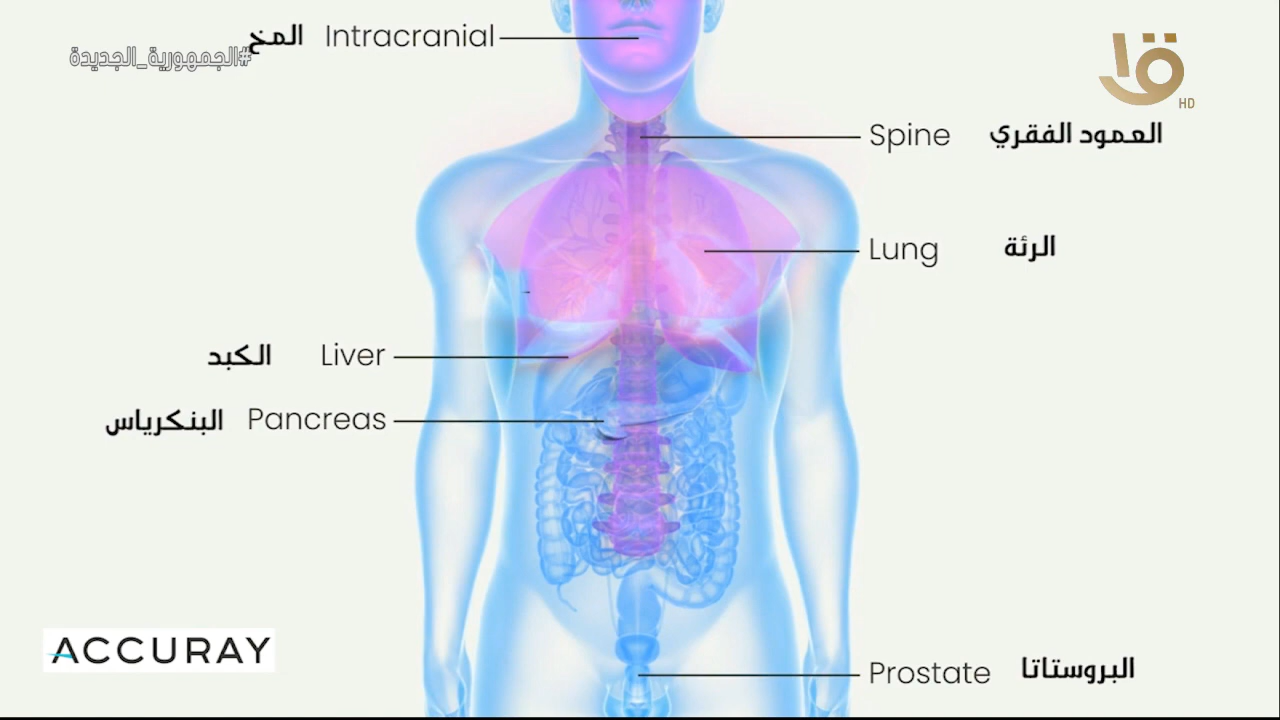 المخ Intracranial
#الجمهورية_الجديدة
HD
Spine العمود الفقري
Lung الرئة
الكبد Liver
البنكرياس Pancreas
ACCURAY
Prostate البروستاتا